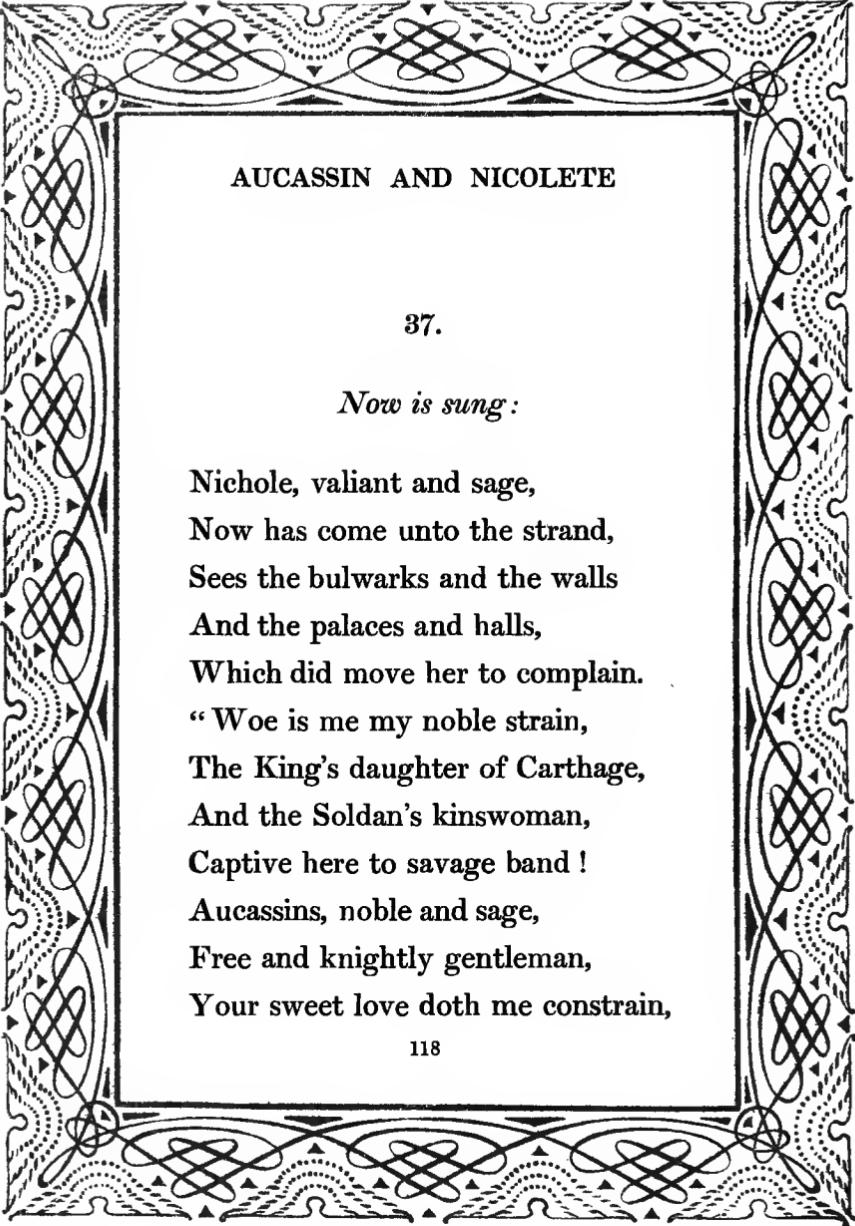 AUCASSIN AND NICOLETE
37.
Now is sung:
Nichole, valiant and sage,
Now has come unto the strand,
Sees the bulwarks and the walls
And the palaces and halls,
Which did move her to complain.
“ Woe is me my noble strain,
The King’s daughter of Carthage,
And the Soldan’s kinswoman,
Captive here to savage band !
Aucassins, noble and sage,
Free and knightly gentleman,
Your sweet love doth me constrain,
118